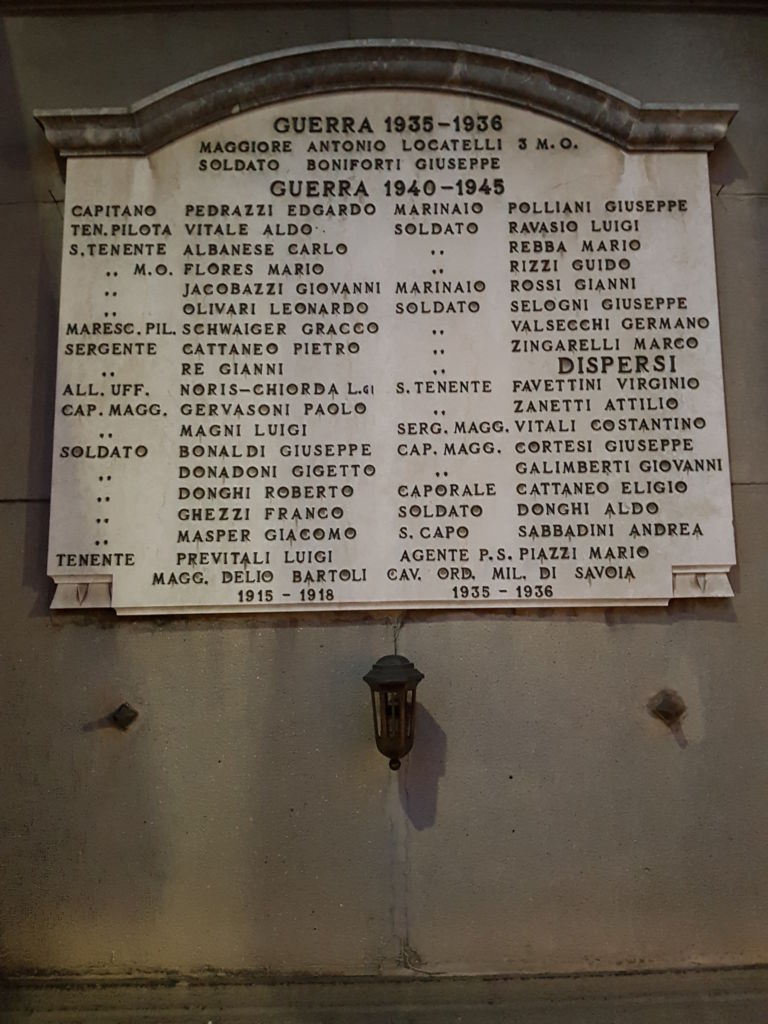 GUERRA 1935-1936
MAGGIORE ANTONIO LOCATELLI 3 M.O.
SOLDATO BONIFORTI GIUSEPPE
GUERRA 1940-1945
CAPITANO PEDRAZZI EDGARDO MARINAIO POLLIANI GIUSEPPE
TEN.PILOTA VITALE ALDO SOLDATO RAVASIO LUIGI
S.TENENTE ALBANESE CARLO ,, REBBA MARIO
,, M.O. FLORES MARIO ,, RIZZI GUIDO
,, JACOBAZZI GIOVANNI MARINAIO ROSSI GIANNI
,, OLIVARI LEONARDO SOLDATO SELOGNI GIUSEPPE
MARESC.PIL. SCHWAIGER GRACCO ,, VALSECCHI GERMANO
SERGENTE CATTANEO PIETRO ,, ZINGARELLI MARCO
,, RE GIANNI ,, DISPERSI
ALL.UFF. NORIS-CHIORDA L.GI S.TENENTE FAVETTINI VIRGINIO
CAP.MAGG. GERVASONI PAOLO ,, ZANETTI ATTILIO
,, MAGNI LUIGI SERG.MAGG. VITALI COSTANTINO
SOLDATO BONALDI GIUSEPPE CAP.MAGG. CORTESI GIUSEPPE
,, DONADONI GIGETTO ,, GALIMBERTI GIOVANNI
,, DONGHI ROBERTO CAPORALE CATTANEO ELIGIO
,, GHEZZI FRANCO SOLDATO DONGHI ALDO
,, MASPER GIACOMO S.CAPO SABBADINI ANDREA
TENENTE PREVITALI LUIGI AGENTE P.S. PIAZZI MARIO
MAGG. DELIO BARTOLI CAV. ORD. MIL. DI SAVOIA
1915 - 1918 1935 - 1936